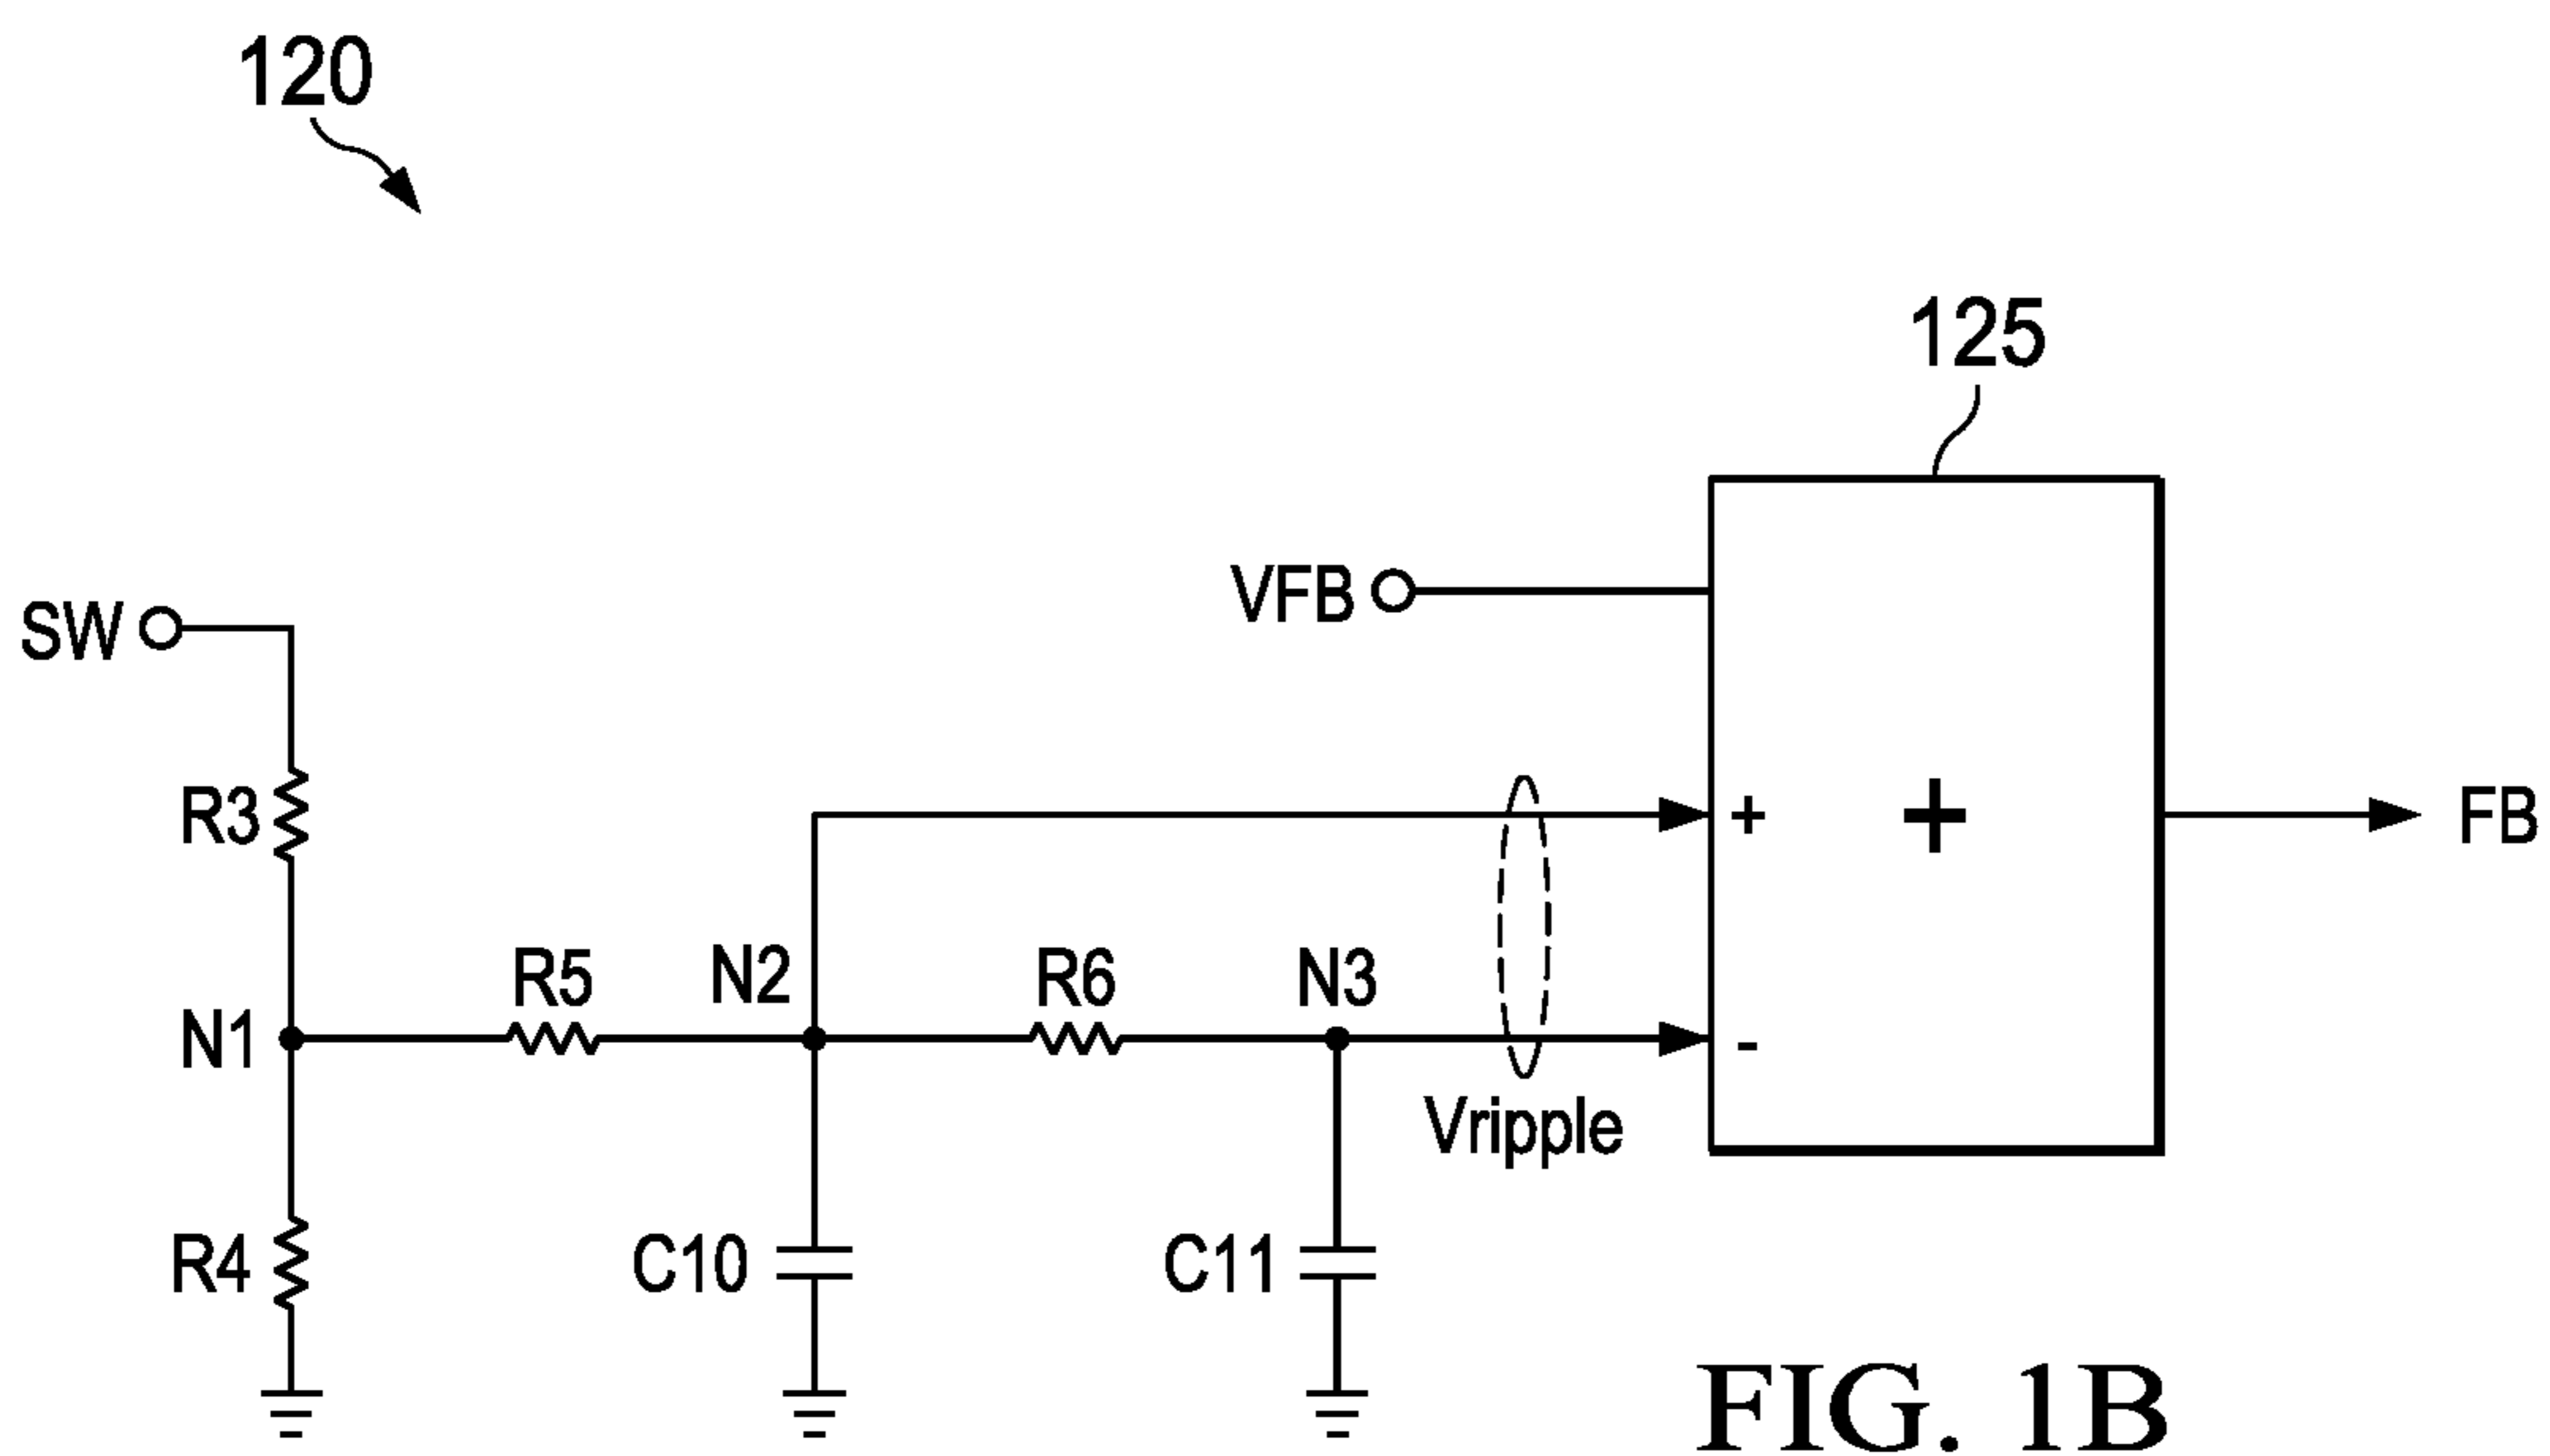 120
125
VFB
SW
R3
+
+
FB
N1
R5
N2
R6
N3
-
Vripple
R4
C10
C11
FIG. 1B